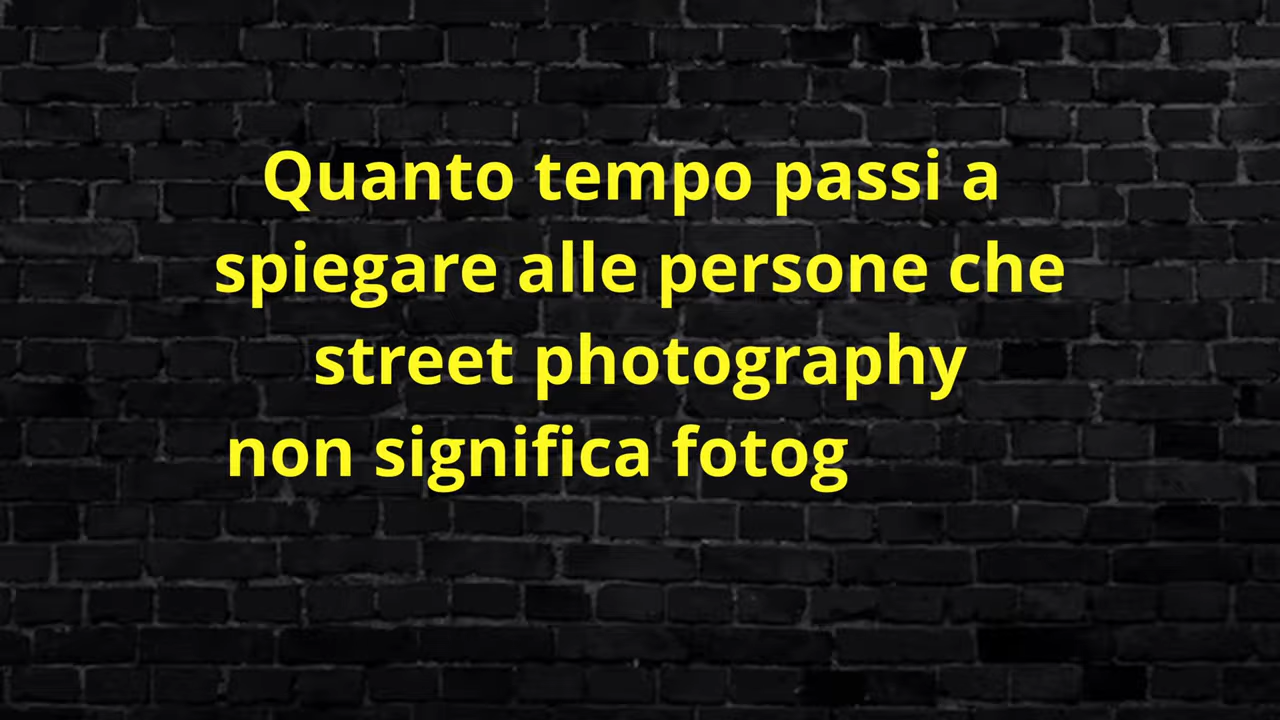 Quanto tempo passi a
spiegare alle persone che
street photography
non significa fotog